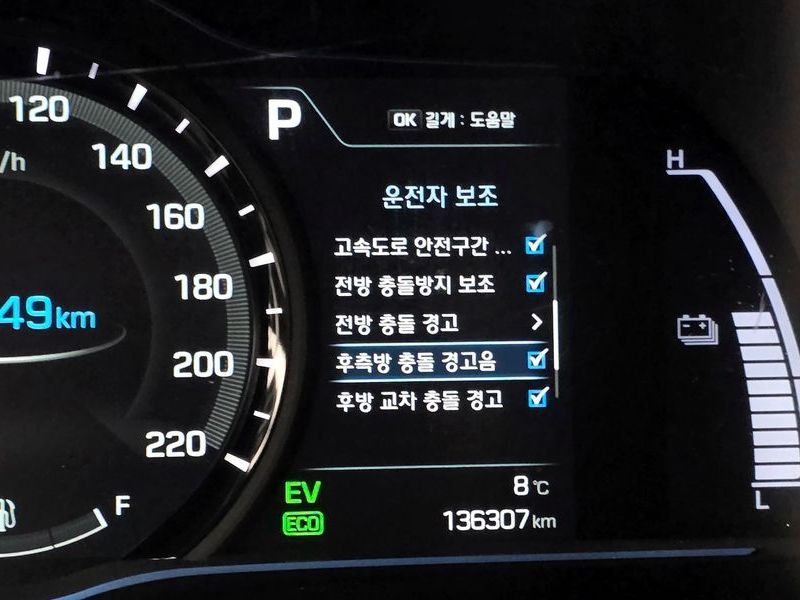 120
/h
140
160
49km
180
200
220
F
P
OK 길게 : 도움말
운전자 보조
고속도로 안전구간 ...
전방 충돌방지 보조
전방 충돌 경고
후측방 충돌 경고음
후방 교차 충돌 경고
EV
8℃
ECO
136307km
H
L